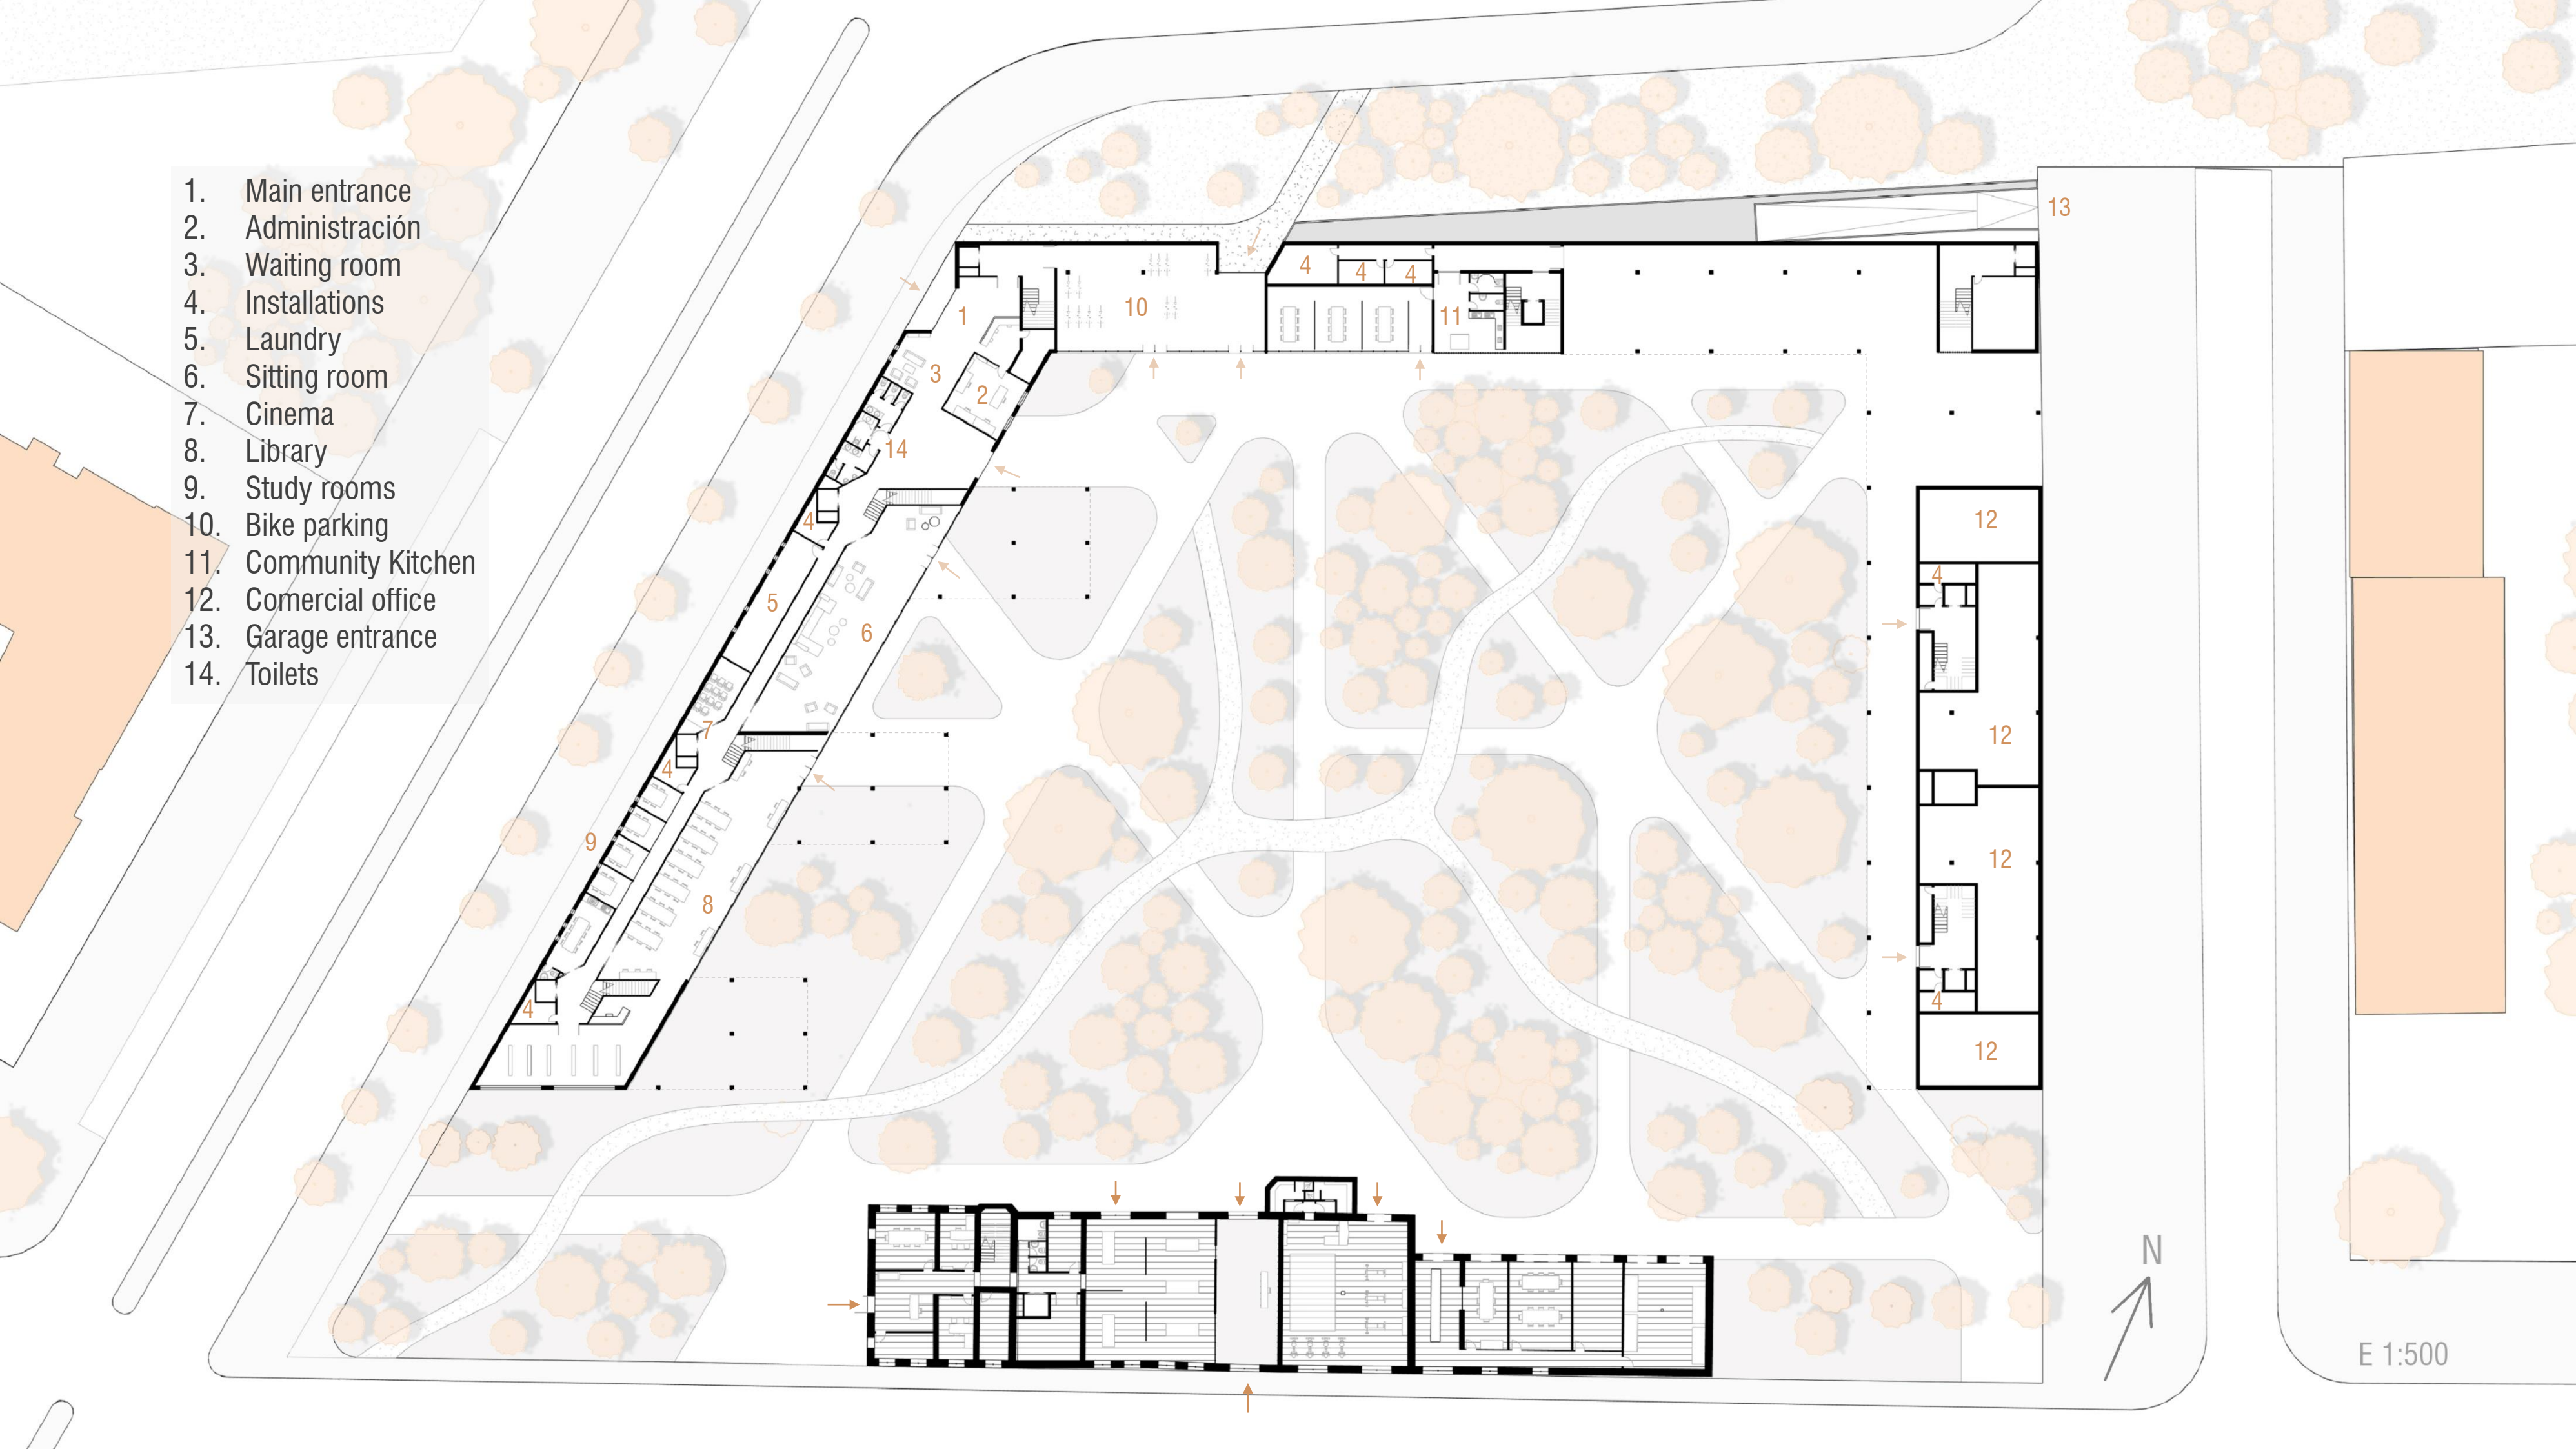 1. Main entrance
2. Administración
3. Waiting room
4. Installations
5. Laundry
6. Sitting room
7. Cinema
8. Library
9. Study rooms
10. Bike parking
11. Community Kitchen
12. Comercial office
13. Garage entrance
14. Toilets
13
4
4
4
10
11
1
3
2
14
4
12
4
5
6
7
12
4
9
12
8
4
4
12
N
E 1:500